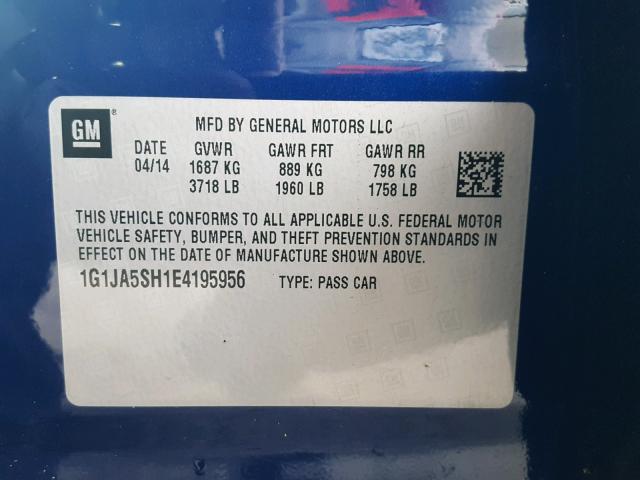 GM®
MFD BY GENERAL MOTORS LLC
DATE GVWR GAWR FRT GAWR RR
04/14 1687 KG 889 KG 798 KG
3718 LB 1960 LB 1758 LB
THIS VEHICLE CONFORMS TO ALL APPLICABLE U.S. FEDERAL MOTOR
VEHICLE SAFETY, BUMPER, AND THEFT PREVENTION STANDARDS IN
EFFECT ON THE DATE OF MANUFACTURE SHOWN ABOVE.
1G1JA5SH1E4195956 TYPE: PASS CAR